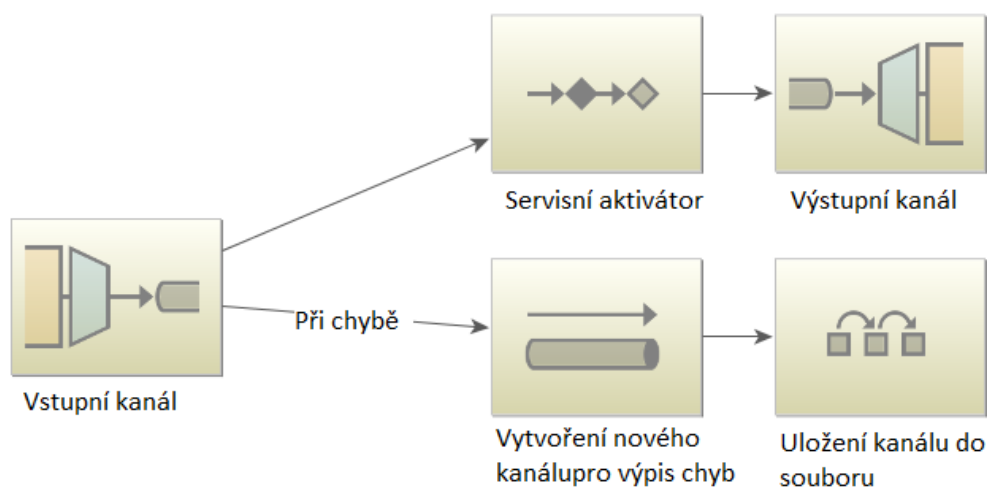 Servisní aktivátor
Výstupní kanál
Při chybě
Vstupní kanál
Vytvoření nového
kanálupro výpis chyb
Uložení kanálu do
souboru